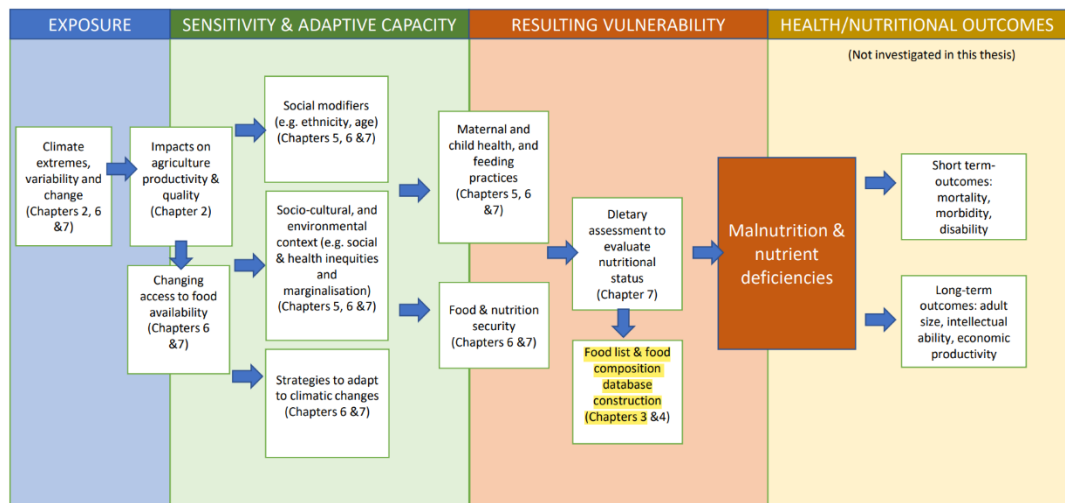 EXPOSURE
SENSITIVITY & ADAPTIVE CAPACITY
RESULTING VULNERABILITY
HEALTH/NUTRITIONAL OUTCOMES
(Not investigated in this thesis)
Climate
extremes,
variability and
change
(Chapters 2, 6
&7)
Impacts on
agriculture
productivity &
quality
(Chapter 2)
Changing
access to food
availability
(Chapters 6
&7)
Social modifiers
(e.g. ethnicity, age)
(Chapters 5, 6 &7)
Socio-cultural, and
environmental
context (e.g. social
& health inequities
and
marginalisation)
(Chapters 5, 6 &7)
Strategies to adapt
to climatic changes
(Chapters 6 &7)
Maternal and
child health, and
feeding
practices
(Chapters 5, 6
&7)
Food & nutrition
security
(Chapters 6 &7)
Dietary
assessment to
evaluate
nutritional
status
(Chapter 7)
Food list & food
composition
database
construction
(Chapters 3 &4)
Malnutrition &
nutrient
deficiencies
Short term-
outcomes:
mortality,
morbidity,
disability
Long-term
outcomes: adult
size, intellectual
ability, economic
productivity